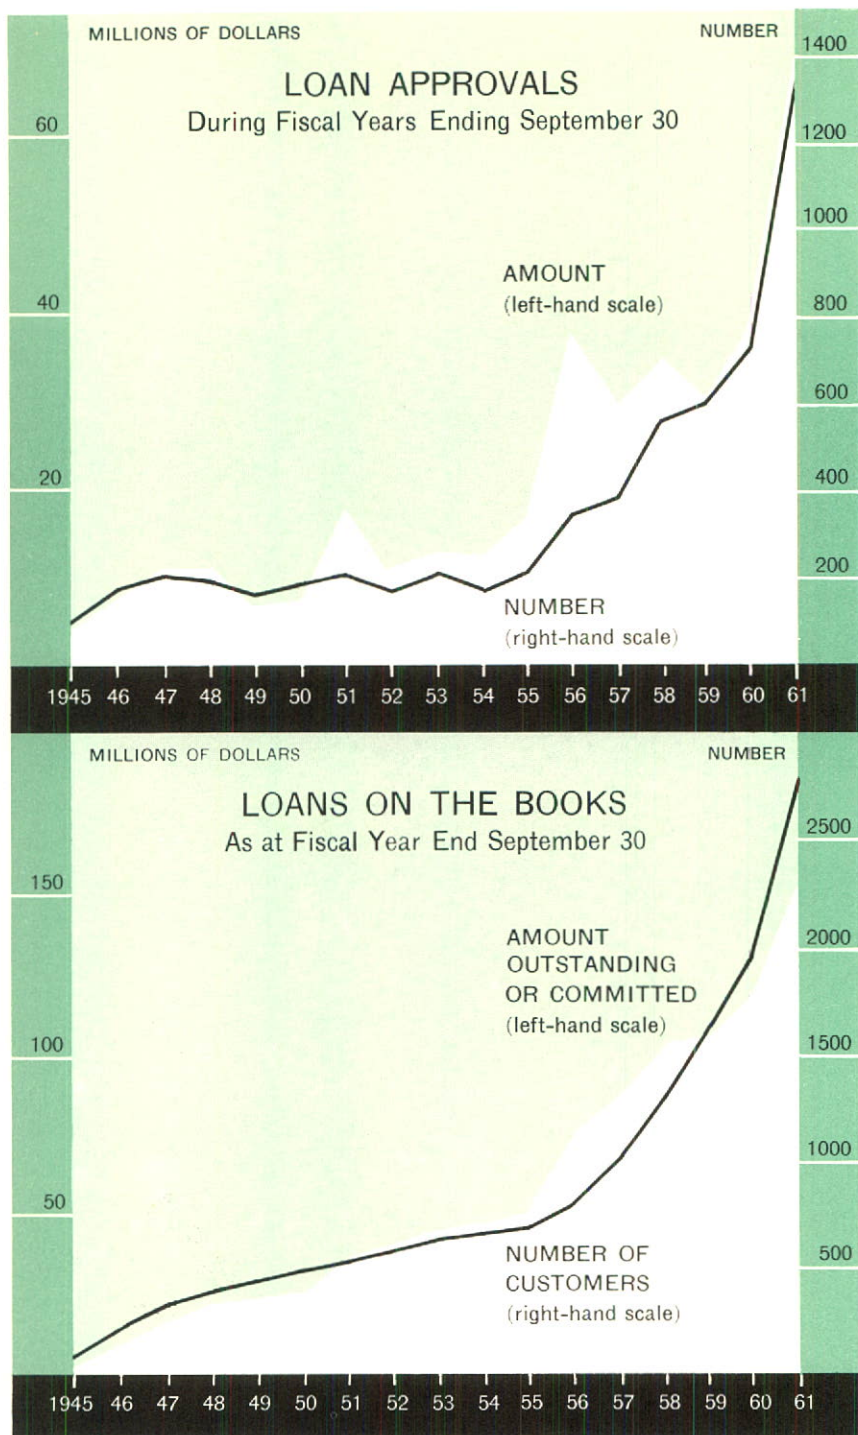 MILLIONS OF DOLLARS
NUMBER
LOAN APPROVALS
During Fiscal Years Ending September 30
60
40
20
1400
1200
1000
800
600
400
200
AMOUNT
(left-hand scale)
NUMBER
(right-hand scale)
1945 46 47 48 49 50 51 52 53 54 55 56 57 58 59 60 61
MILLIONS OF DOLLARS
NUMBER
LOANS ON THE BOOKS
As at Fiscal Year End September 30
150
100
50
2500
2000
1500
1000
500
AMOUNT
OUTSTANDING
OR COMMITTED
(left-hand scale)
NUMBER OF
CUSTOMERS
(right-hand scale)
1945 46 47 48 49 50 51 52 53 54 55 56 57 58 59 60 61